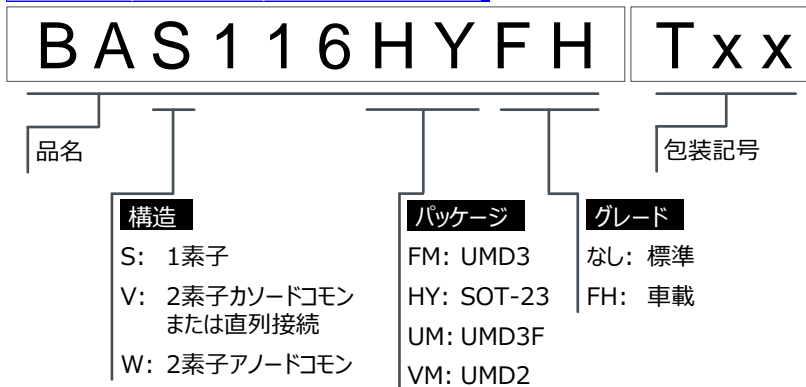 BAS116HYFH Txx
品名
包装記号
構造
S: 1素子
V: 2素子カソードコモン
または直列接続
W: 2素子アノードコモン
パッケージ
FM: UMD3
HY: SOT-23
UM: UMD3F
VM: UMD2
グレード
なし: 標準
FH: 車載